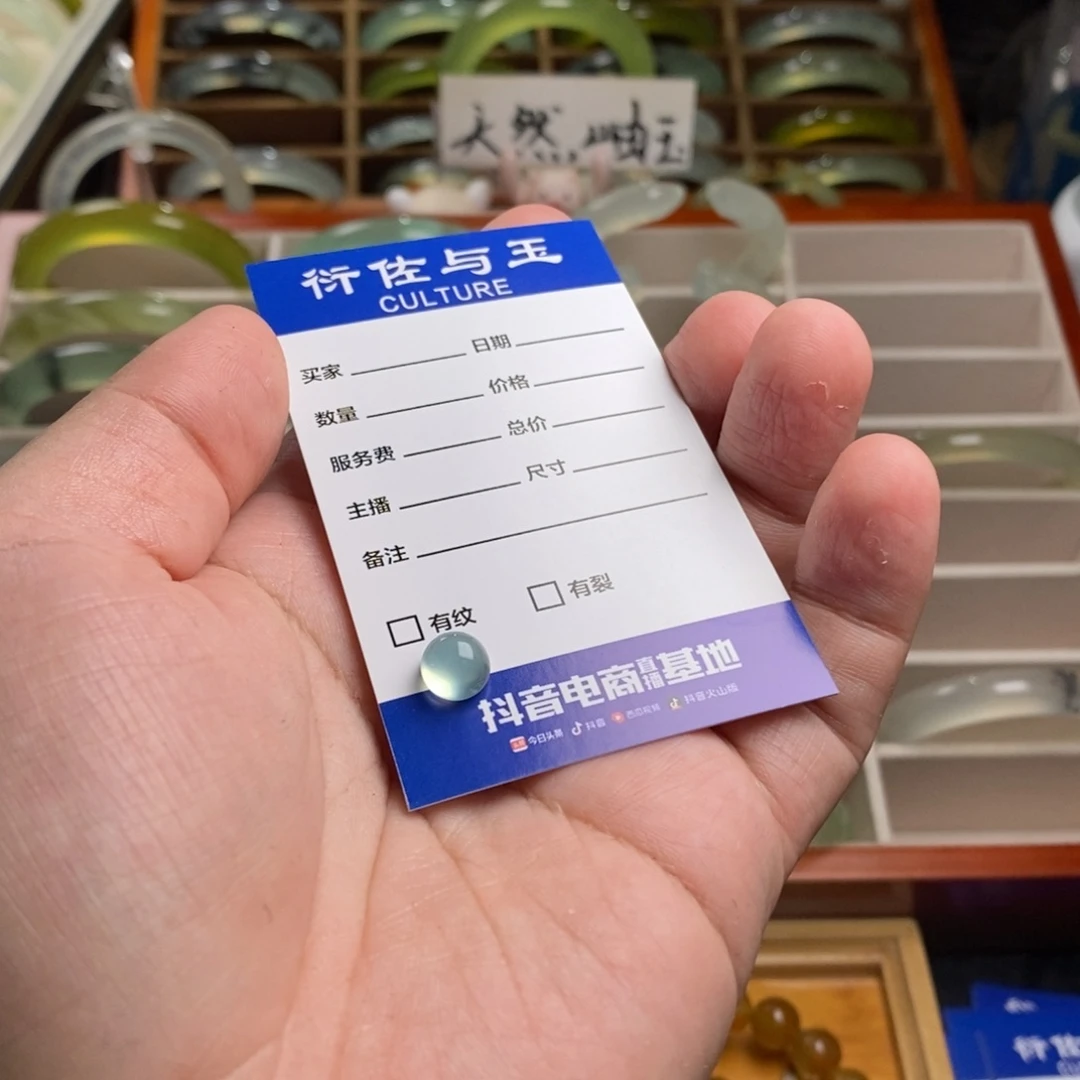 天然岫玉
衍佐与玉
CULTURE
买家 日期
数量 价格
服务费 总价
主播 尺寸
备注
有纹 有裂
抖音电商直播基地
今日头条 抖音 西瓜视频 抖音火山版
衍佐